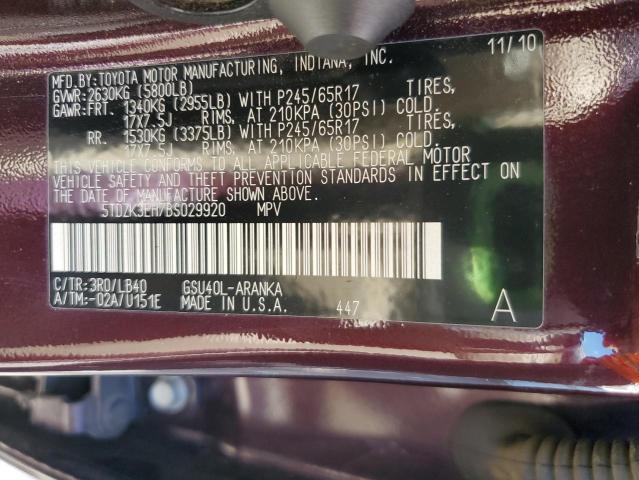 11/10
MFD.BY:TOYOTA MOTOR MANUFACTURING, INDIANA, INC.
GVWR:2630KG (5800LB)
GAWR:FRT. 1340KG (2955LB) WITH P245/65R17 TIRES,
17X7.5J RIMS, AT 210KPA (30PSI) COLD.
RR. 1530KG (3375LB) WITH P245/65R17 TIRES,
17X7.5J RIMS, AT 210KPA (30PSI) COLD.
THIS VEHICLE CONFORMS TO ALL APPLICABLE FEDERAL MOTOR
VEHICLE SAFETY AND THEFT PREVENTION STANDARDS IN EFFECT ON
THE DATE OF MANUFACTURE SHOWN ABOVE.
5TDZK3EH7BS029920 MPV
C/TR:3R0/LB40 GSU40L-ARANKA
A/TM:-02A/U151E MADE IN U.S.A. 447 A